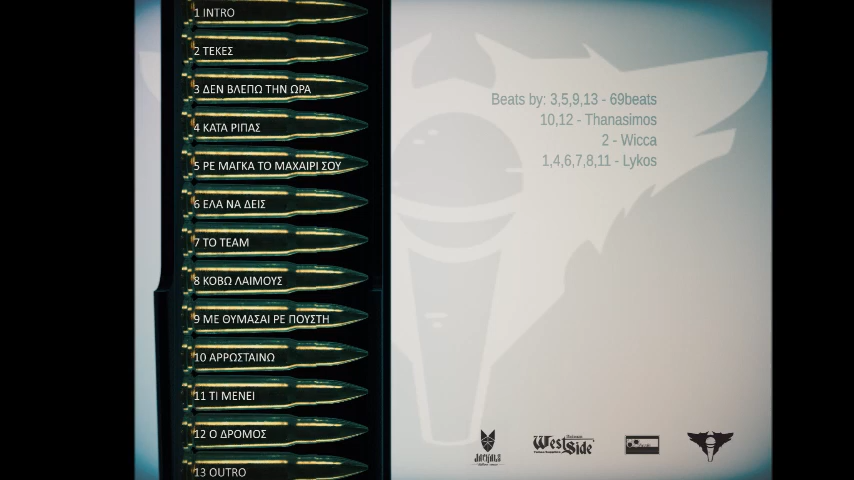 1 INTRO
2 ΤΕΚΕΣ
3 ΔΕΝ ΒΛΕΠΩ ΤΗΝ ΩΡΑ
4 ΚΑΤΑ ΡΙΠΑΣ
5 ΡΕ ΜΑΓΚΑ ΤΟ ΜΑΧΑΙΡΙ ΣΟΥ
6 ΕΛΑ ΝΑ ΔΕΙΣ
7 ΤΟ TEAM
8 ΚΟΒΩ ΛΑΙΜΟΥΣ
9 ΜΕ ΘΥΜΑΣΑΙ ΡΕ ΠΟΥΣΤΗ
10 ΑΡΡΩΣΤΑΙΝΩ
11 ΤΙ ΜΕΝΕΙ
12 Ο ΔΡΟΜΟΣ
13 OUTRO
Beats by: 3,5,9,13 - 69beats
10,12 - Thanasimos
2 - Wicca
1,4,6,7,8,11 - Lykos
West Side